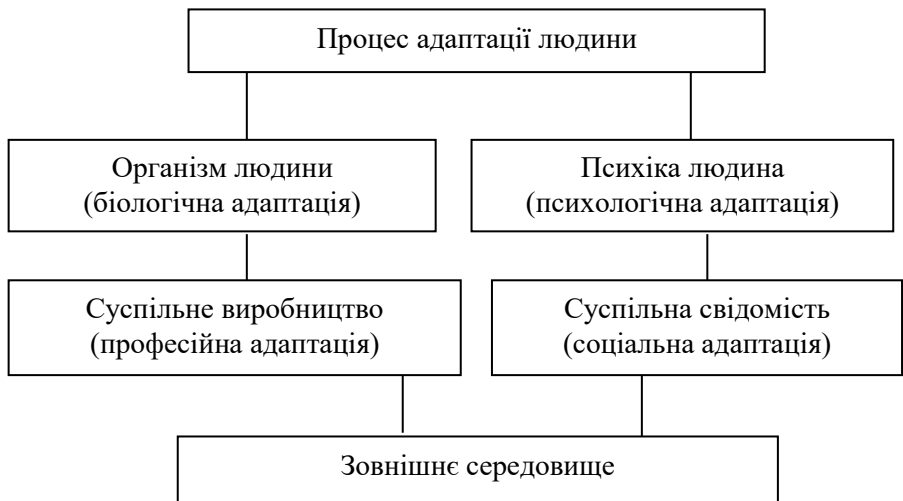 Процес адаптації людини
Організм людини
(біологічна адаптація)
Психіка людина
(психологічна адаптація)
Суспільне виробництво
(професійна адаптація)
Суспільна свідомість
(соціальна адаптація)
Зовнішнє середовище